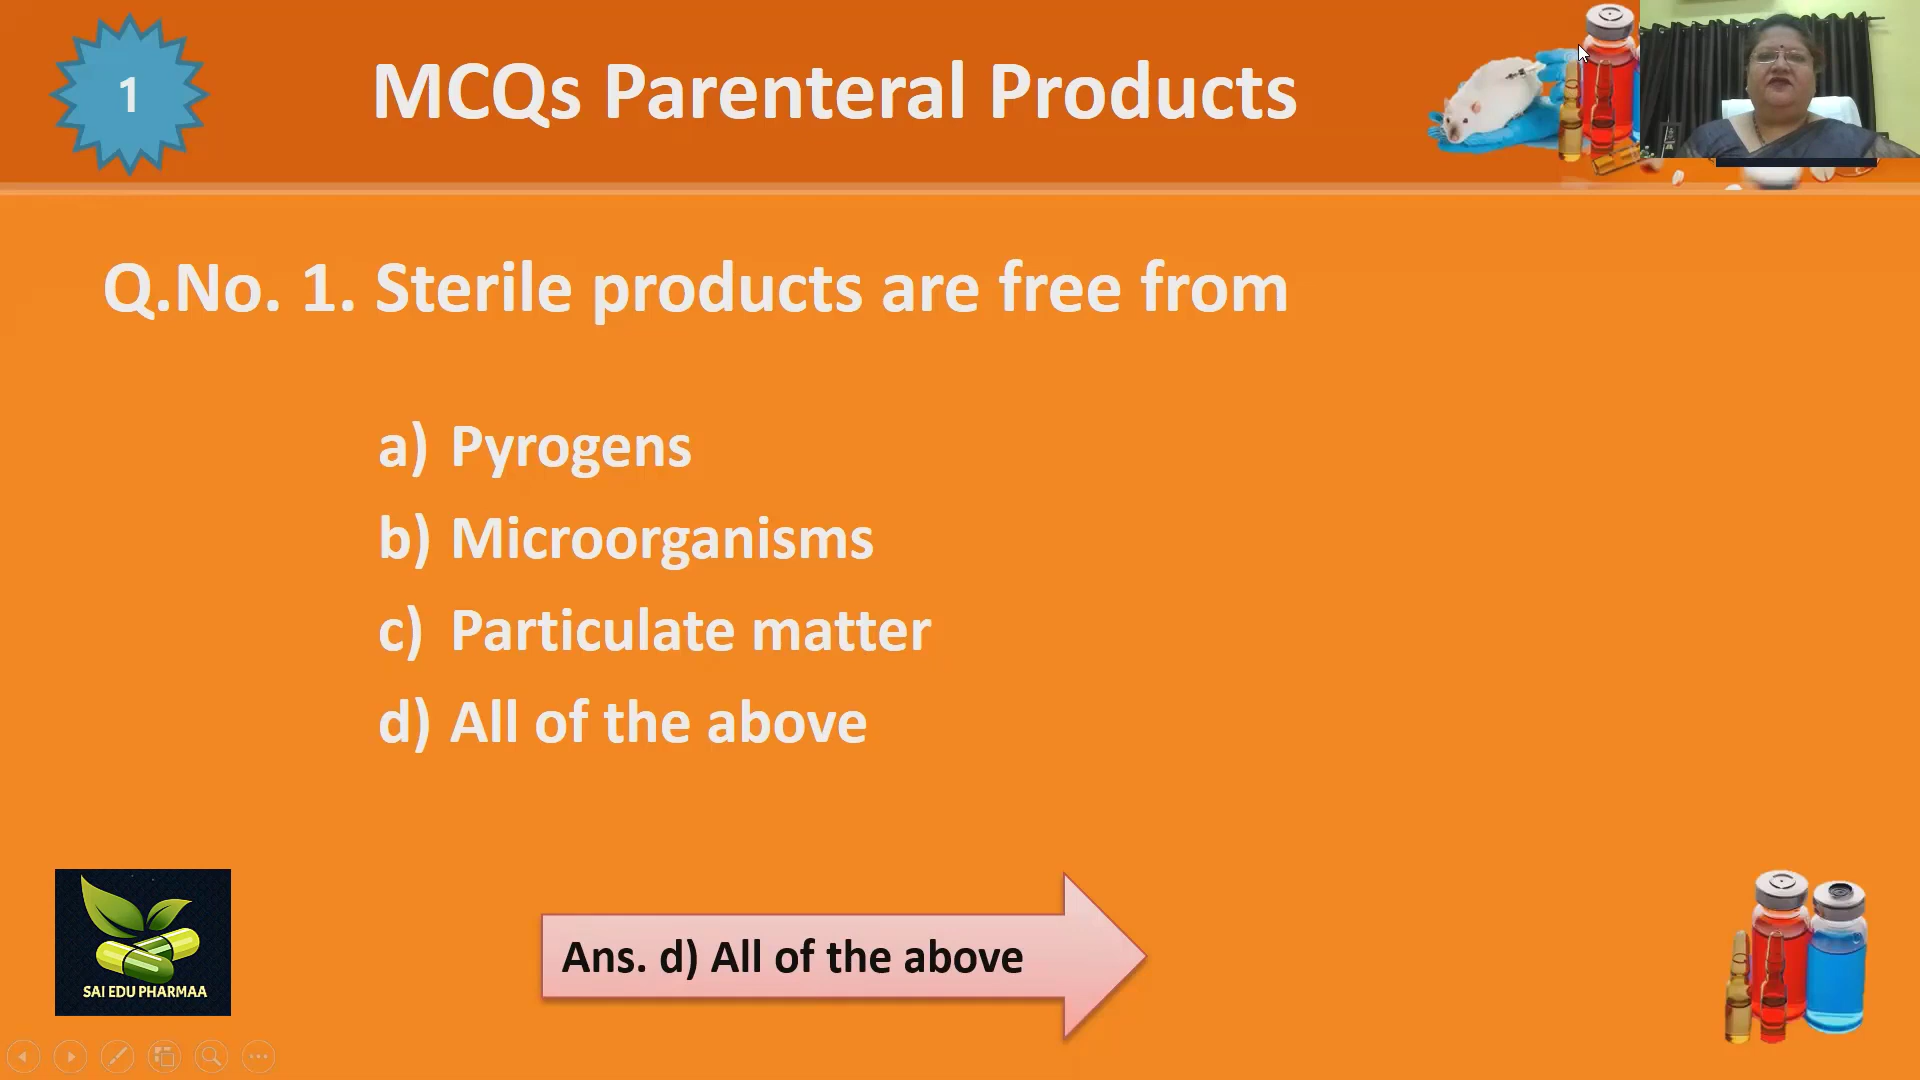 1
MCQs Parenteral Products
Q.No. 1. Sterile products are free from
a) Pyrogens
b) Microorganisms
c) Particulate matter
d) All of the above
Ans. d) All of the above
SAI EDU PHARMAA